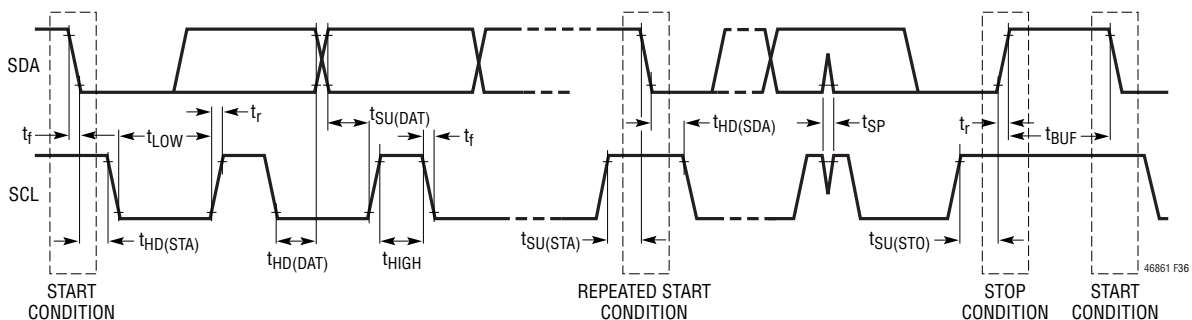 SDA
t_f
t_LOW
t_r
t_SU(DAT)
t_f
t_HD(SDA)
t_SP
t_r
t_BUF
SCL
t_HD(STA)
t_HD(DAT)
t_HIGH
t_SU(STA)
t_SU(STO)
46861 F36
START
CONDITION
REPEATED START
CONDITION
STOP
CONDITION
START
CONDITION